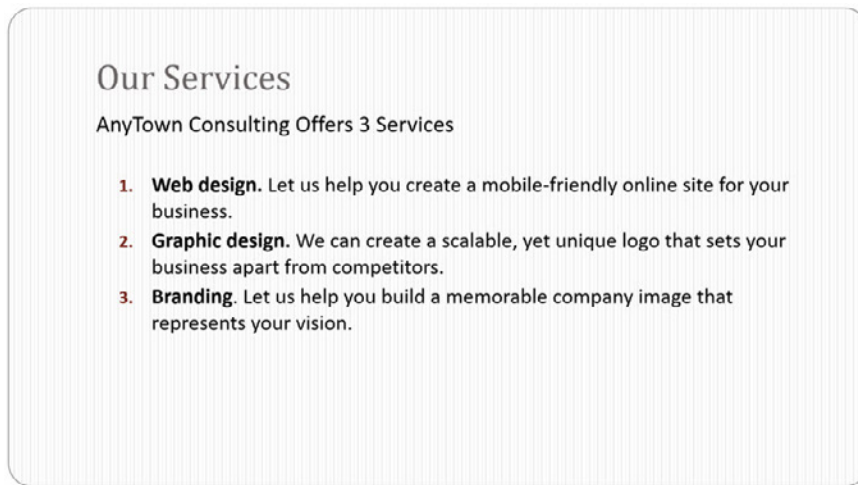 Our Services
AnyTown Consulting Offers 3 Services
1. Web design. Let us help you create a mobile-friendly online site for your
business.
2. Graphic design. We can create a scalable, yet unique logo that sets your
business apart from competitors.
3. Branding. Let us help you build a memorable company image that
represents your vision.